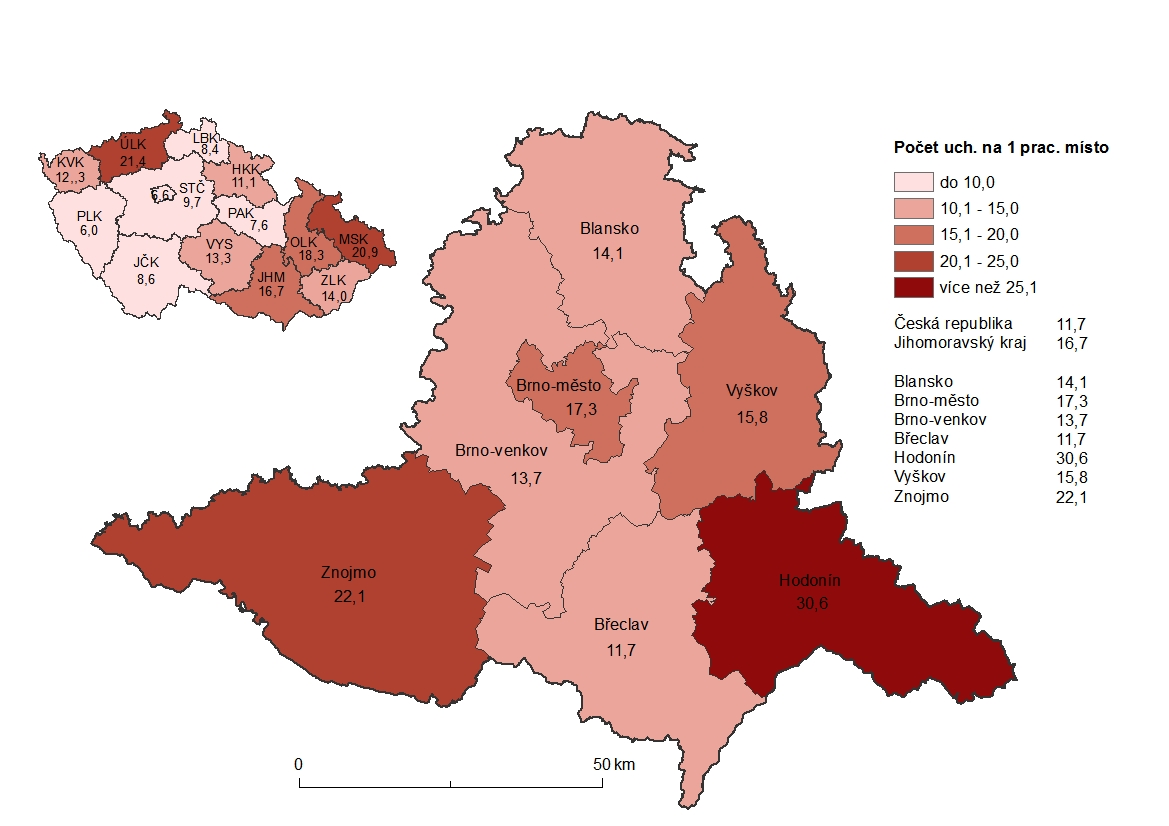 Počet uch. na 1 prac. místo
do 10,0
10,1 - 15,0
15,1 - 20,0
20,1 - 25,0
více než 25,1
Česká republika 11,7
Jihomoravský kraj 16,7
Blansko 14,1
Brno-město 17,3
Brno-venkov 13,7
Břeclav 11,7
Hodonín 30,6
Vyškov 15,8
Znojmo 22,1
ÚLK
21,4
LBK
8,4
KVK
12,,3
HKK
11,1
STČ
9,7
6,6
PLK
6,0
PAK
7,6
VYS
13,3
OLK
18,3
MSK
20,9
JČK
8,6
JHM
16,7
ZLK
14,0
Blansko
14,1
Brno-město
17,3
Vyškov
15,8
Brno-venkov
13,7
Znojmo
22,1
Hodonín
30,6
Břeclav
11,7
0 50 km